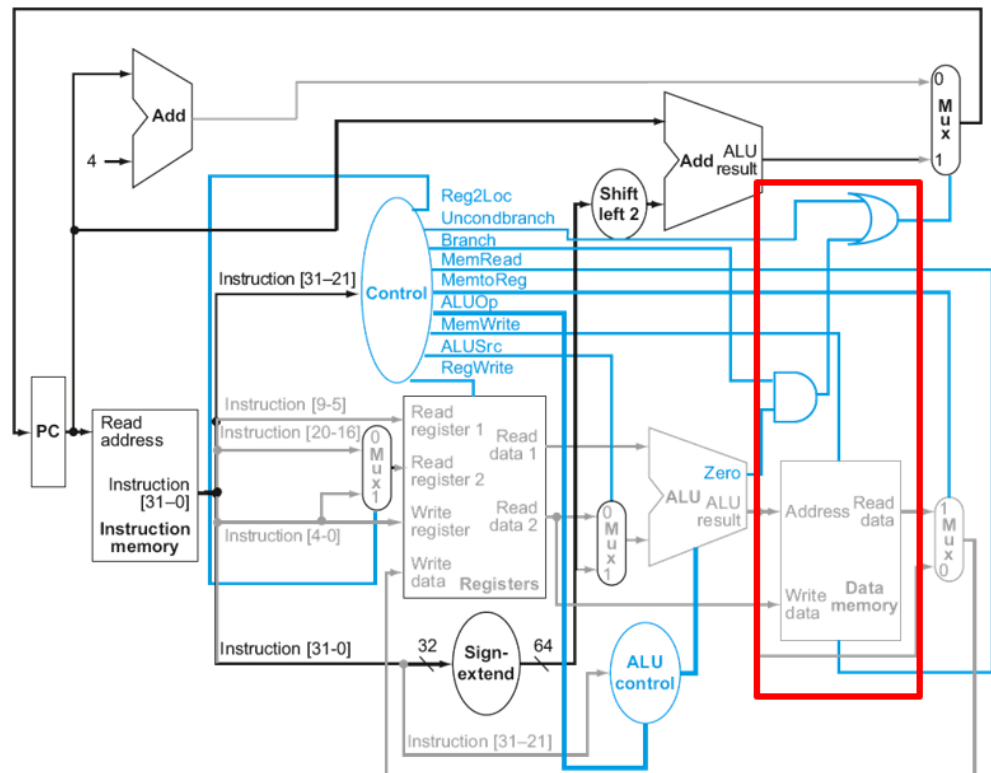 Add
4
0
Mux
1
Add
ALU
result
Shift
left 2
Reg2Loc
Uncondbranch
Branch
MemRead
MemtoReg
ALUOp
MemWrite
ALUSrc
RegWrite
Control
Instruction [31–21]
PC
Read
address
Instruction
[31–0]
Instruction
memory
Instruction [9-5]
Instruction [20-16]
Instruction [4-0]
Instruction [31-0]
0
Mux
1
Read
register 1
Read
register 2
Write
register
Write
data
Read
data 1
Read
data 2
Registers
0
Mux
1
Zero
ALU
ALU
result
Address
Read
data
Write
data
Data
memory
1
Mux
0
32
Sign-
extend
64
ALU
control
Instruction [31–21]